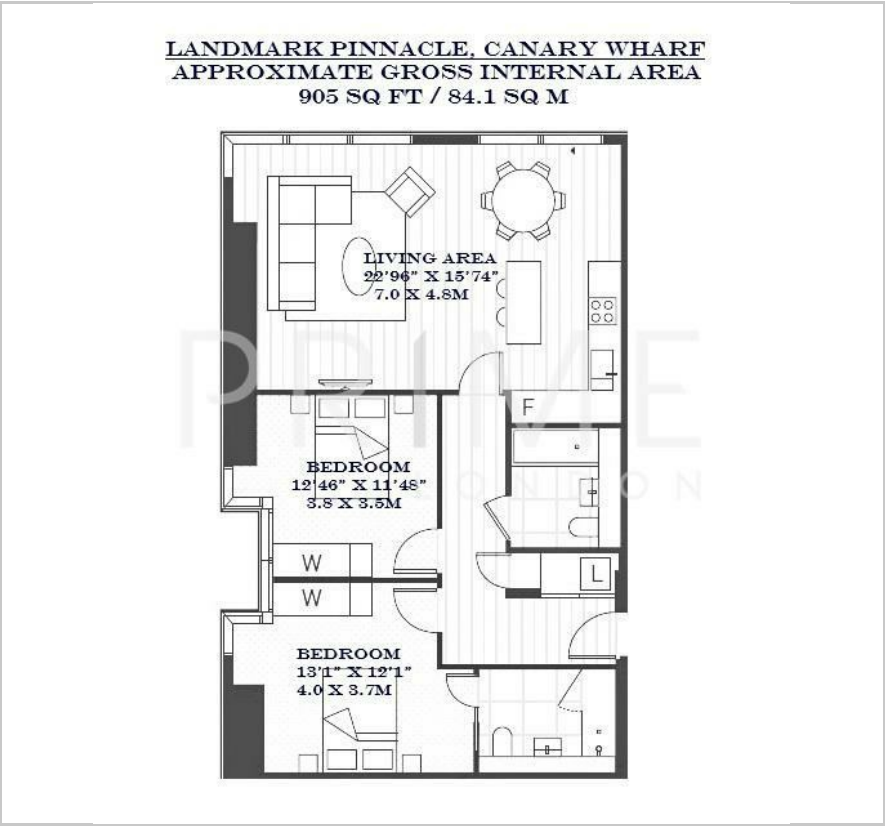 LANDMARK PINNACLE, CANARY WHARF
APPROXIMATE GROSS INTERNAL AREA
905 SQ FT / 84.1 SQ M
LIVING AREA
22'96" X 15'74"
7.0 X 4.8M
F
PRIME
LONDON
BEDROOM
12'46" X 11'48"
3.8 X 3.5M
W
L
W
BEDROOM
13'1" X 12'1"
4.0 X 3.7M